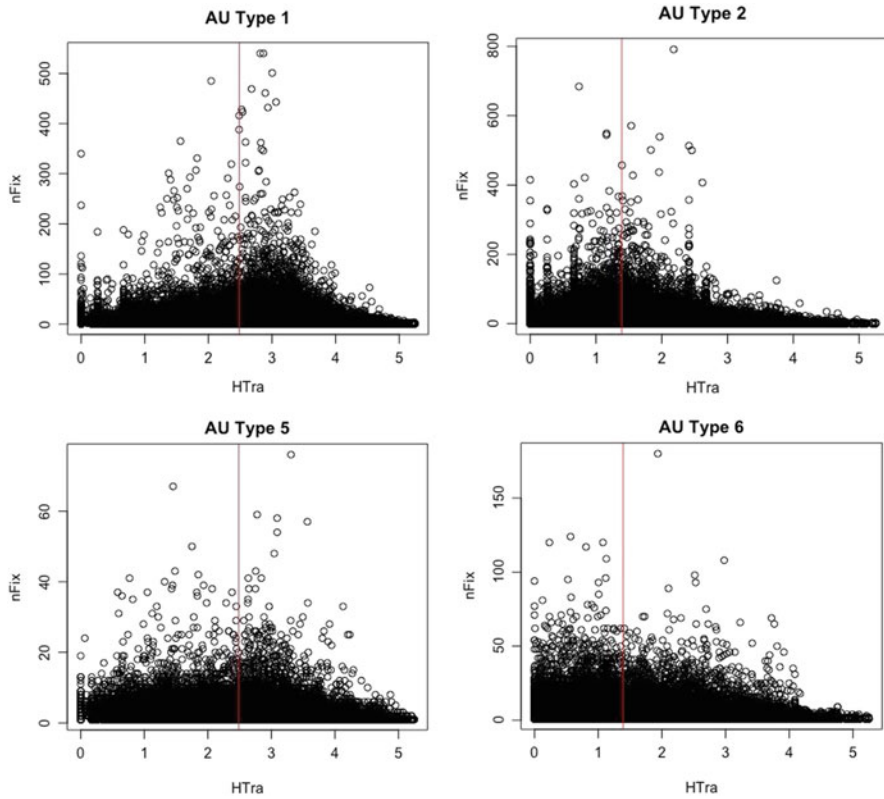 AU Type 1
nFix
0 100 200 300 400 500
0 1 2 3 4 5
HTra
AU Type 2
nFix
0 200 400 600 800
0 1 2 3 4 5
HTra
AU Type 5
nFix
0 20 40 60
0 1 2 3 4 5
HTra
AU Type 6
nFix
0 50 100 150
0 1 2 3 4 5
HTra